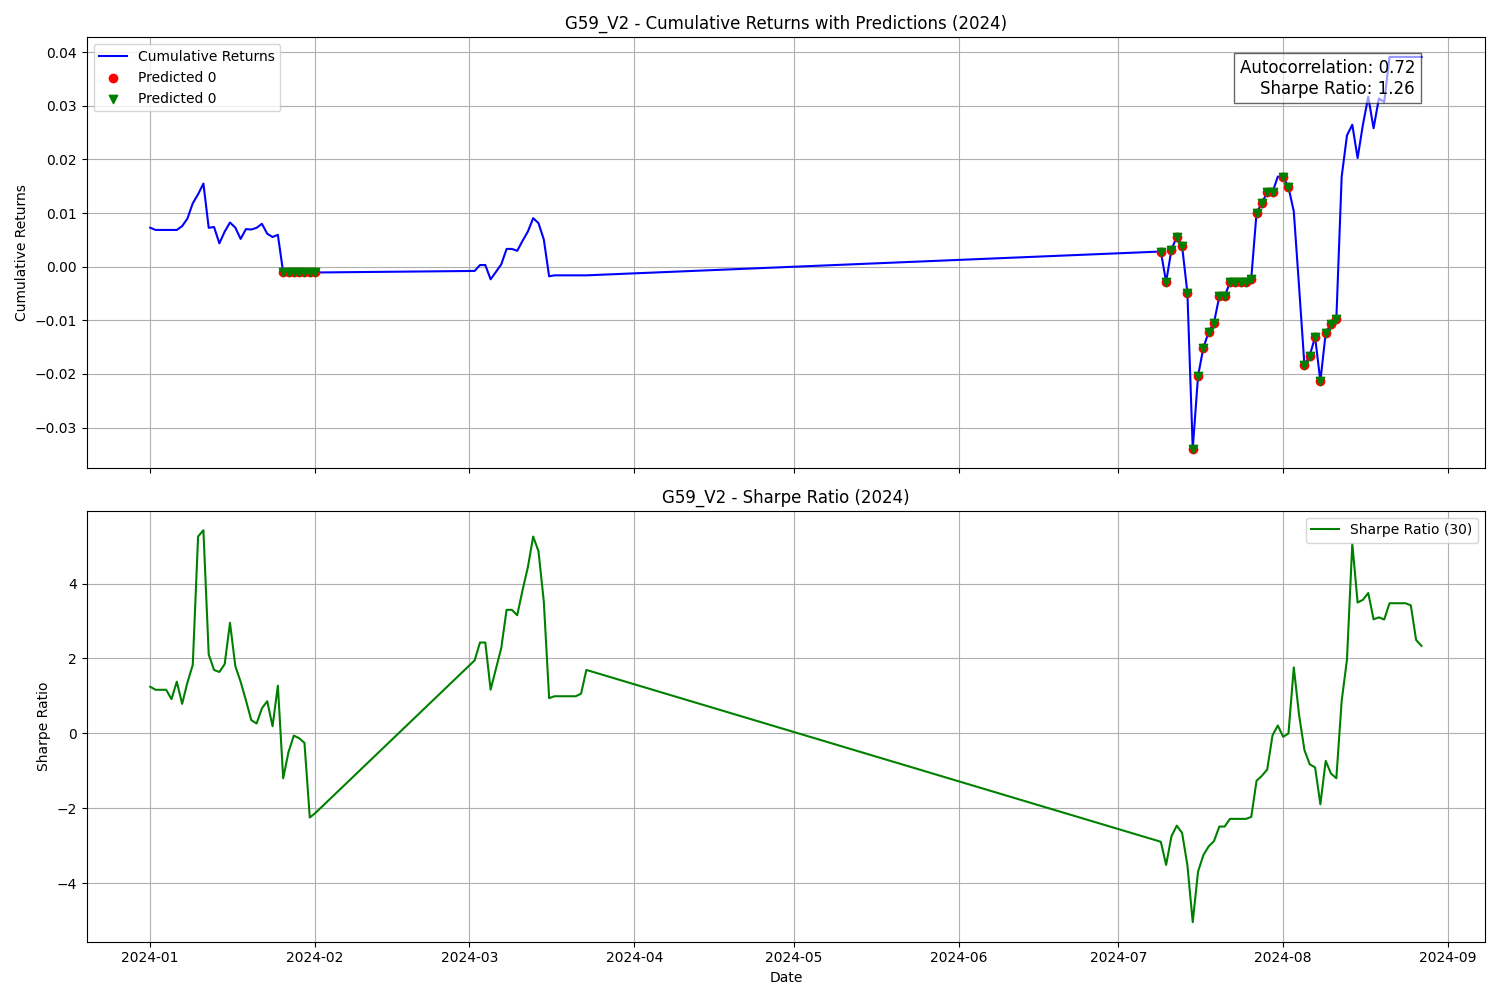 G59_V2 - Cumulative Returns with Predictions (2024)
Cumulative Returns
Predicted 0
Predicted 0
Autocorrelation: 0.72
Sharpe Ratio: 1.26
Cumulative Returns
0.04
0.03
0.02
0.01
0.00
−0.01
−0.02
−0.03
G59_V2 - Sharpe Ratio (2024)
Sharpe Ratio (30)
Sharpe Ratio
4
2
0
−2
−4
2024-01
2024-02
2024-03
2024-04
2024-05
2024-06
2024-07
2024-08
2024-09
Date